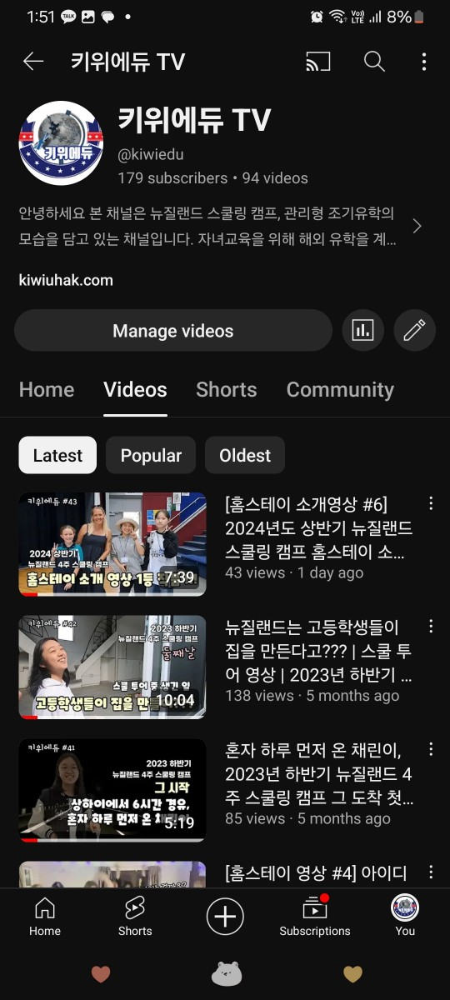 1:51
TALK
Vo))
LTE
8%
키위에듀 TV
키위에듀
키위에듀 TV
@kiwiedu
179 subscribers • 94 videos
안녕하세요 본 채널은 뉴질랜드 스쿨링 캠프, 관리형 조기유학의
모습을 담고 있는 채널입니다. 자녀교육을 위해 해외 유학을 계...
kiwiuhak.com
Manage videos
Home
Videos
Shorts
Community
Latest
Popular
Oldest
키위에듀 #43
2024 상반기
뉴질랜드 4주 스쿨링 캠프
홈스테이 소개 영상 1등
7:39
[홈스테이 소개영상 #6]
2024년도 상반기 뉴질랜드
스쿨링 캠프 홈스테이 소...
43 views · 1 day ago
키위에듀 #42
2023 하반기
뉴질랜드 4주 스쿨링 캠프
둘째날
스쿨 투어 중 생긴 일
고등학생들이 집을
10:04
뉴질랜드는 고등학생들이
집을 만든다고??? | 스쿨 투
어 영상 | 2023년 하반기 ...
138 views · 5 months ago
키위에듀 #41
2023 하반기
뉴질랜드 4주 스쿨링 캠프
그 시작
상하이에서 6시간 경유,
혼자 하루 먼저 온
5:19
혼자 하루 먼저 온 채린이,
2023년 하반기 뉴질랜드 4
주 스쿨링 캠프 그 도착 첫...
85 views · 5 months ago
[홈스테이 영상 #4] 아이디
Home
Shorts
Subscriptions
You